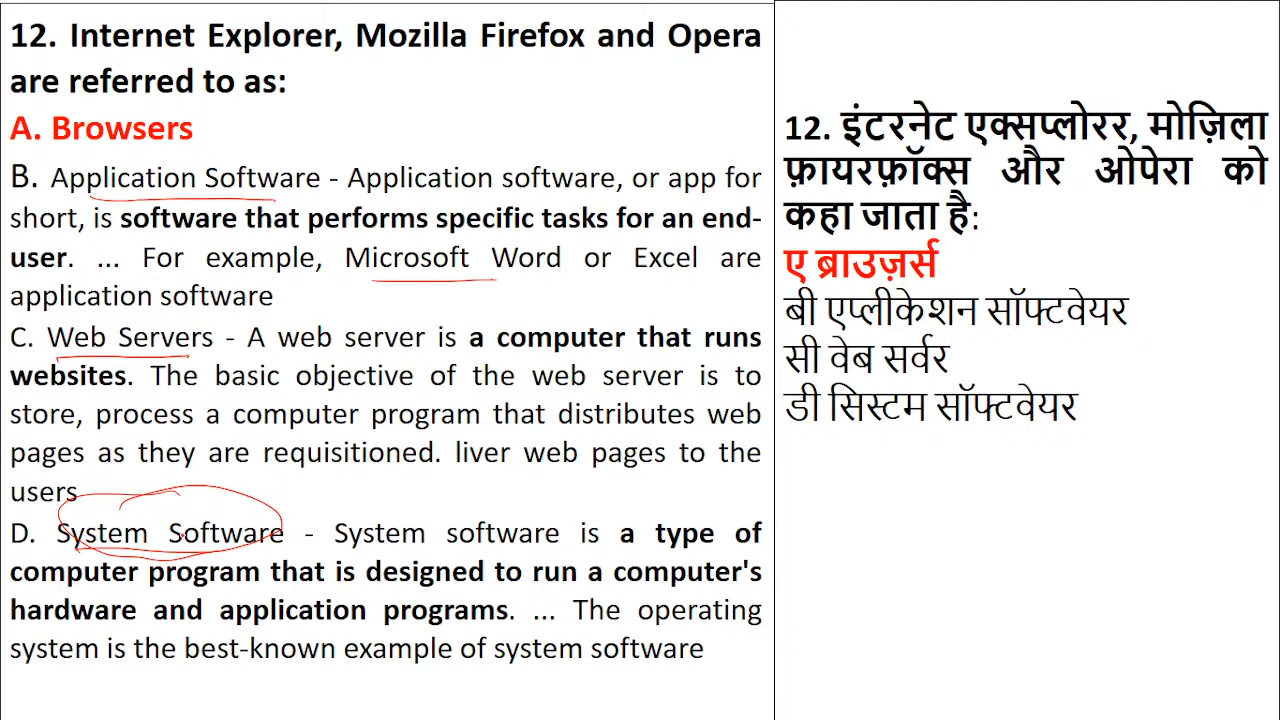 12. Internet Explorer, Mozilla Firefox and Opera
are referred to as:
A. Browsers
B. Application Software - Application software, or app for
short, is software that performs specific tasks for an end-
user. ... For example, Microsoft Word or Excel are
application software
C. Web Servers - A web server is a computer that runs
websites. The basic objective of the web server is to
store, process a computer program that distributes web
pages as they are requisitioned. liver web pages to the
users
D. System Software - System software is a type of
computer program that is designed to run a computer's
hardware and application programs. ... The operating
system is the best-known example of system software
12. इंटरनेट एक्सप्लोरर, मोज़िला
फ़ायरफ़ॉक्स और ओपेरा को
कहा जाता है:
ए ब्राउज़र्स
बी एप्लीकेशन सॉफ्टवेयर
सी वेब सर्वर
डी सिस्टम सॉफ्टवेयर